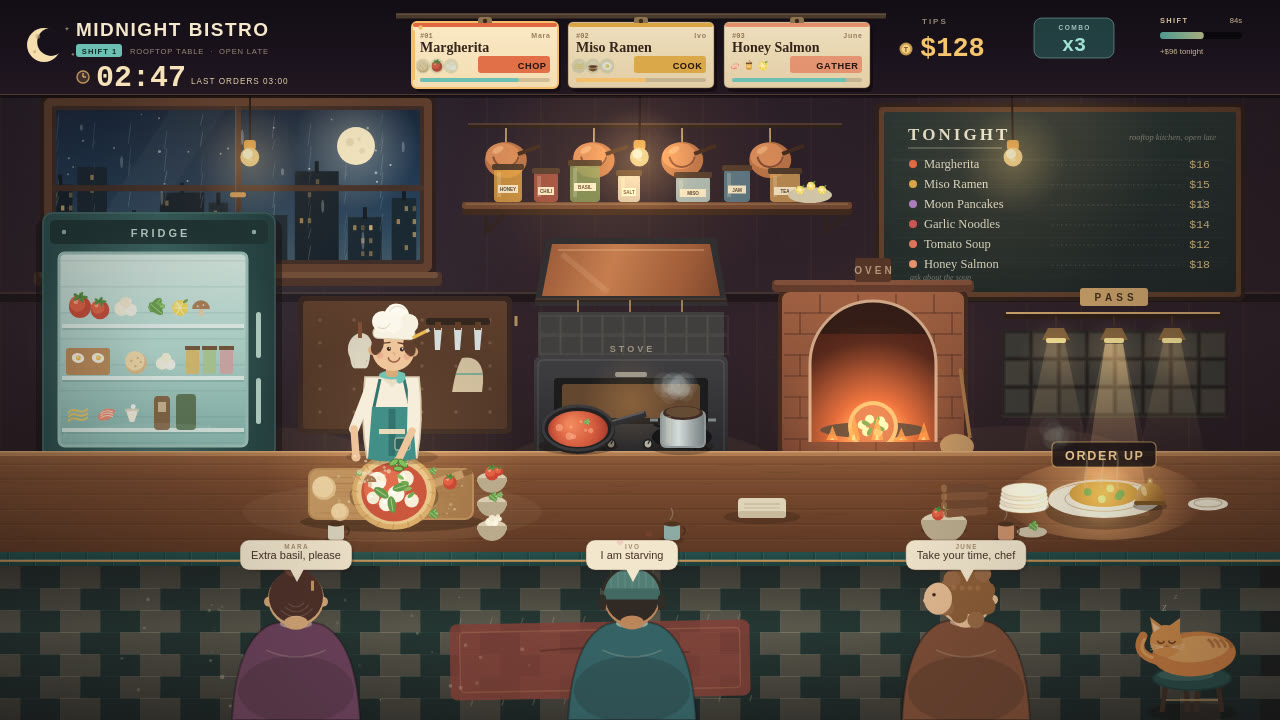 MIDNIGHT BISTRO
SHIFT 1
ROOFTOP TABLE · OPEN LATE
02:47 LAST ORDERS 03:00
#01 Mara
Margherita
CHOP
#02 Ivo
Miso Ramen
COOK
#03 June
Honey Salmon
GATHER
TIPS
T $128
COMBO
x3
SHIFT 84s
+$96 tonight
FRIDGE
HONEY
CHILI
BASIL
SALT
MISO
JAM
TEA
TONIGHT
rooftop kitchen, open late
Margherita $16
Miso Ramen $15
Moon Pancakes $13
Garlic Noodles $14
Tomato Soup $12
Honey Salmon $18
ask about the soup
OVEN
PASS
STOVE
ORDER UP
MARA
Extra basil, please
IVO
I am starving
JUNE
Take your time, chef
z
z